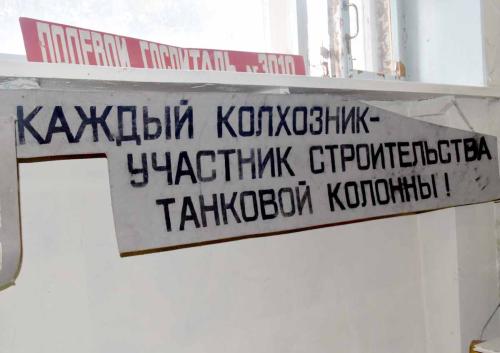 ПОЛЕВОЙ ГОСПИТАЛЬ
КАЖДЫЙ КОЛХОЗНИК-
УЧАСТНИК СТРОИТЕЛЬСТВА
ТАНКОВОЙ КОЛОННЫ!